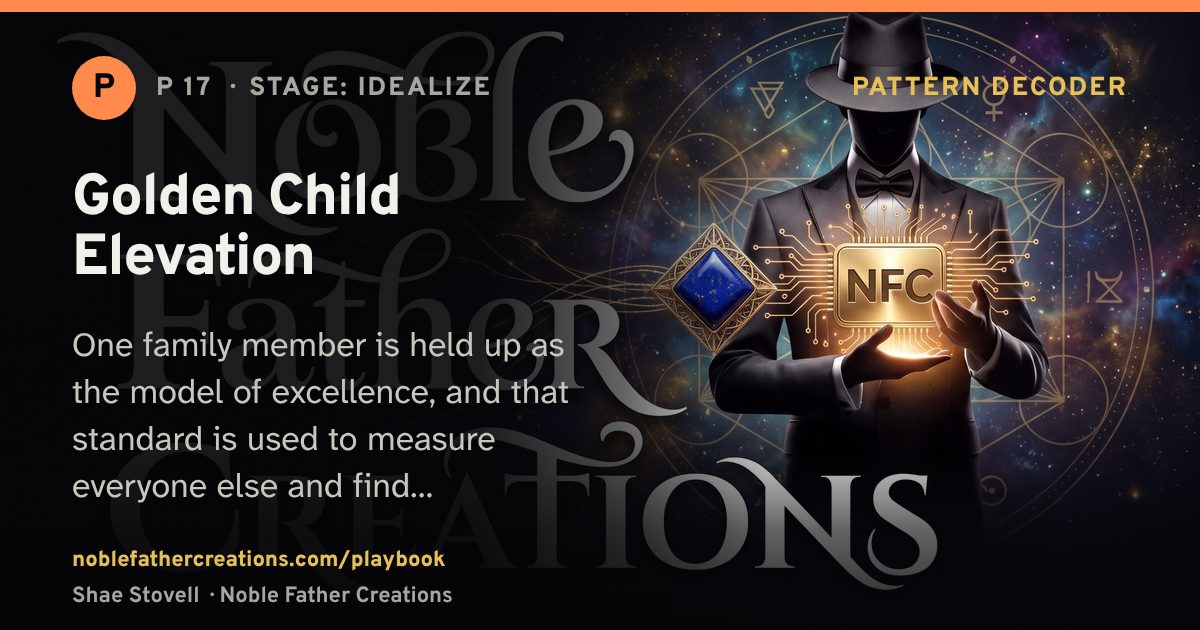 P
P 17 · STAGE: IDEALIZE
PATTERN DECODER
Golden Child
Elevation
One family member is held up as
the model of excellence, and that
standard is used to measure
everyone else and find...
noblefathercreations.com/playbook
Shae Stovell · Noble Father Creations
Noble
Father
Creations
NFC